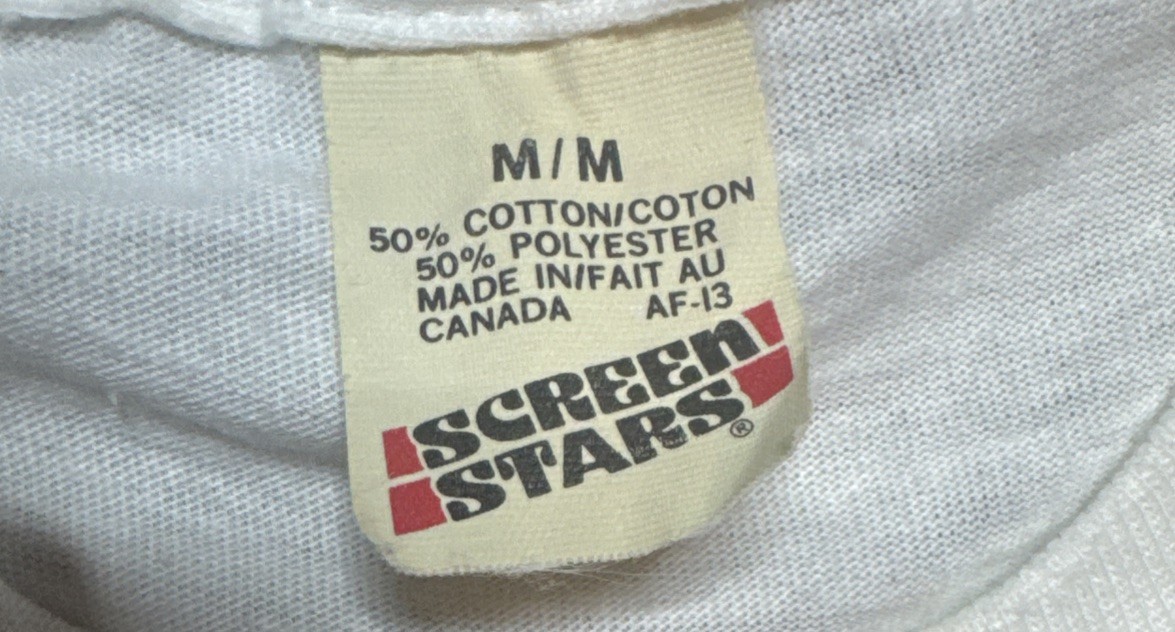 M/M
50% COTTON/COTON
50% POLYESTER
MADE IN/FAIT AU
CANADA AF-13
SCREEN
STARS®